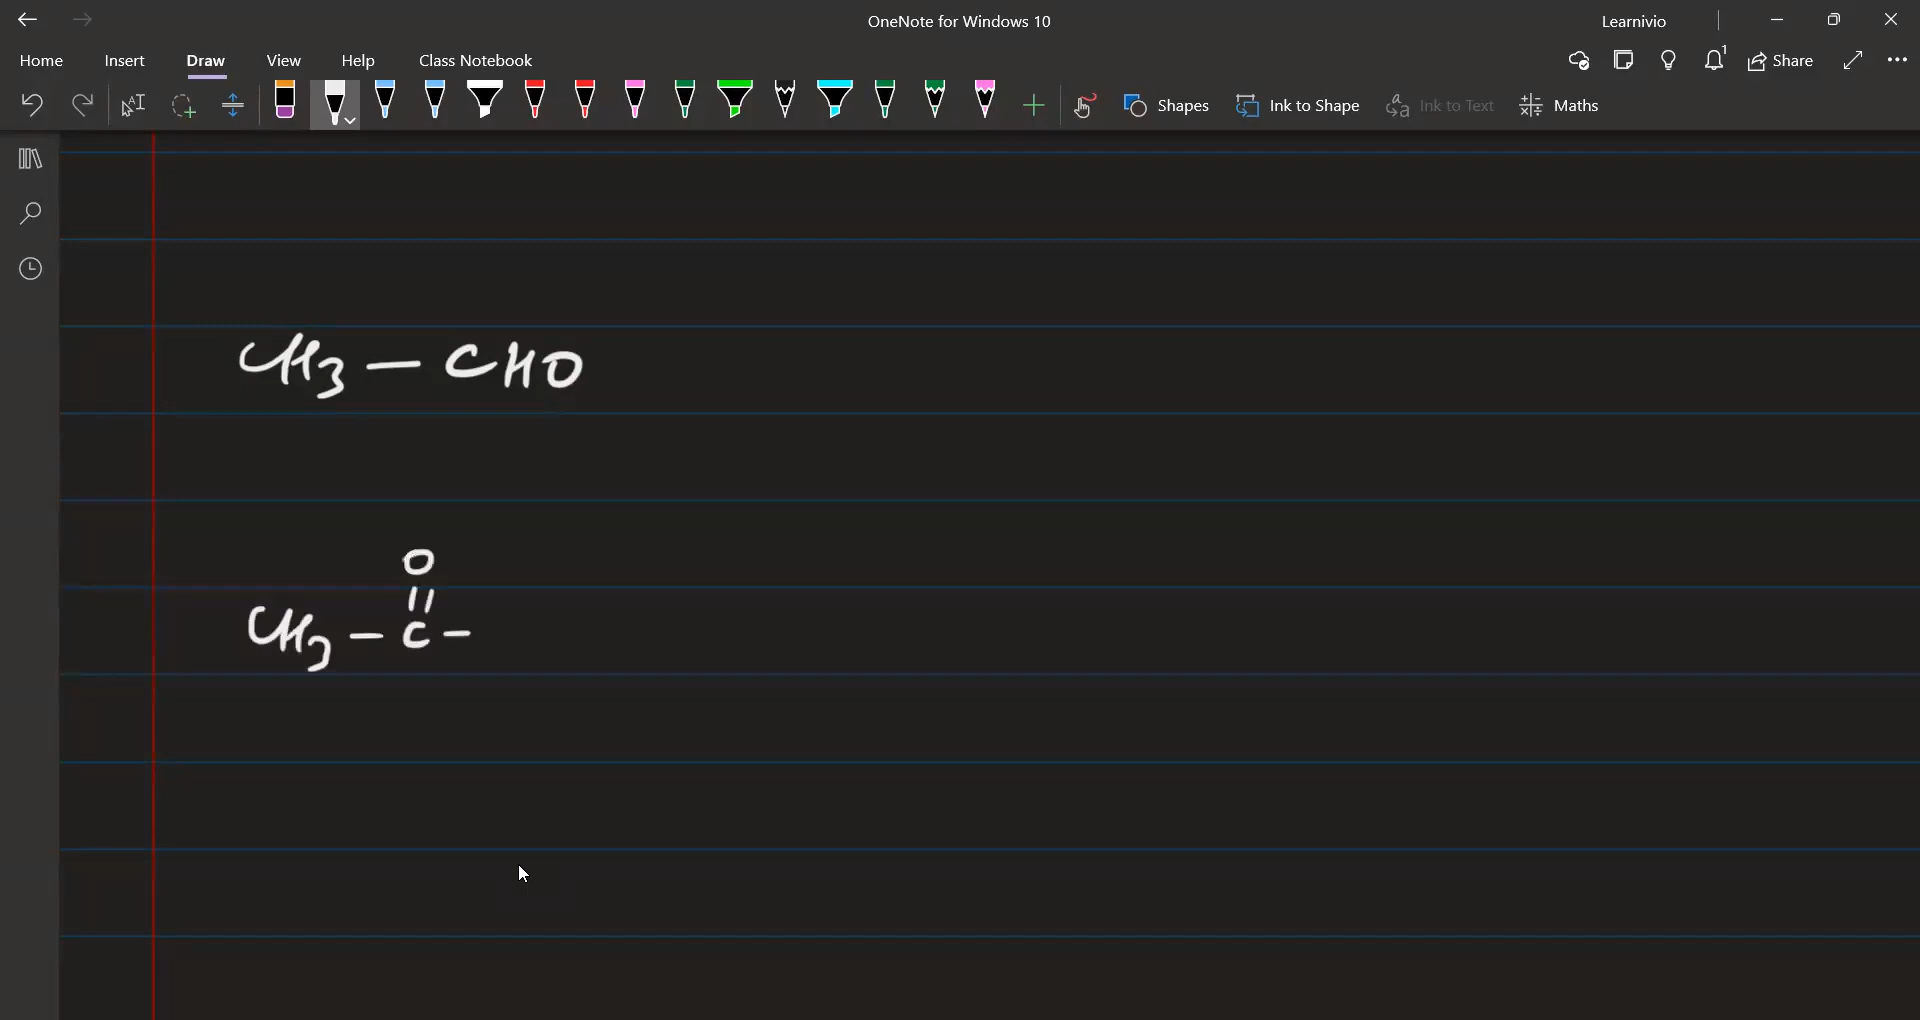 OneNote for Windows 10
Learnivio
Home Insert Draw View Help Class Notebook
1 Share
Shapes Ink to Shape Ink to Text Maths
CH3 - CHO
O
||
CH3 - C -